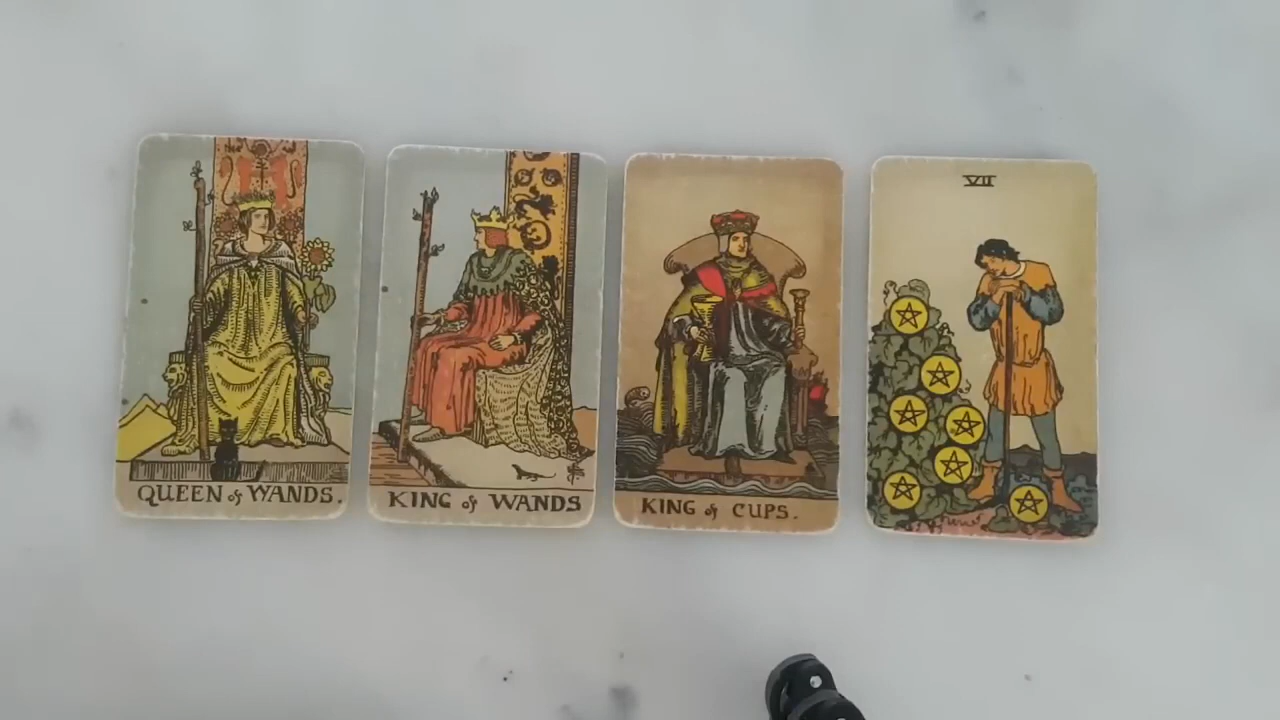 QUEEN of WANDS.
KING of WANDS
KING of CUPS.
VII